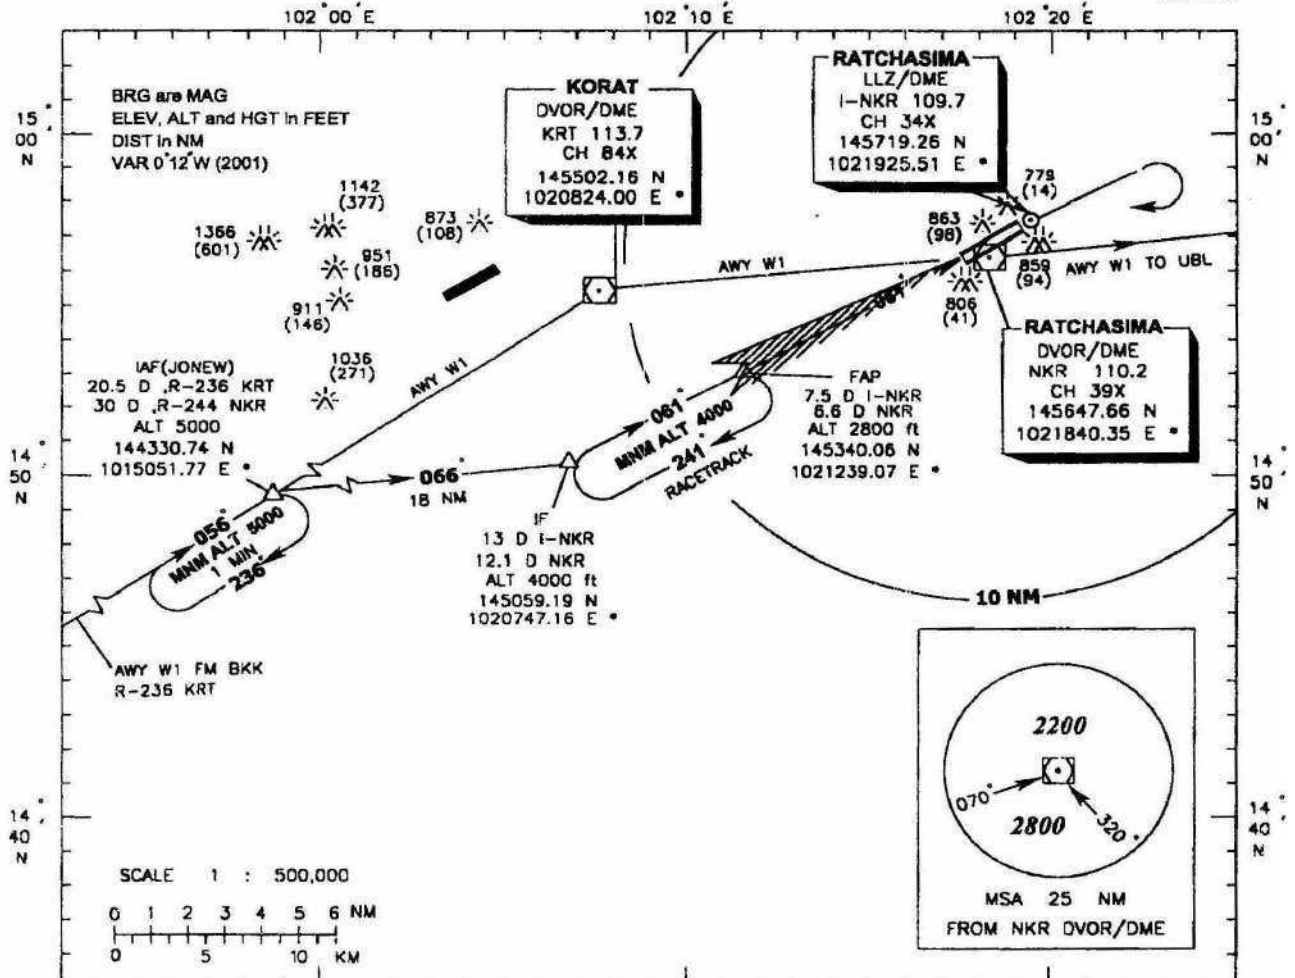 102°00′E
102°10′E
102°20′E
BRG are MAG
ELEV, ALT and HGT in FEET
DIST in NM
VAR 0°12′W (2001)
KORAT
DVOR/DME
KRT 113.7
CH 84X
145502.16 N
1020824.00 E *
RATCHASIMA
LLZ/DME
I-NKR 109.7
CH 34X
145719.26 N
1021925.51 E *
15°
00′
N
15°
00′
N
1142
(377)
1366
(601)
951
(186)
873
(108)
911
(146)
1036
(271)
863
(98)
779
(14)
859
(94)
806
(41)
AWY W1
AWY W1 TO UBL
AWY W1
061°
RATCHASIMA
DVOR/DME
NKR 110.2
CH 39X
145647.66 N
1021840.35 E *
IAF(JONEW)
20.5 D ,R-236 KRT
30 D ,R-244 NKR
ALT 5000
144330.74 N
1015051.77 E *
FAP
7.5 D I-NKR
6.6 D NKR
ALT 2800 ft
145340.06 N
1021239.07 E *
061°
MNM ALT 4000
241°
RACETRACK
14°
50′
N
14°
50′
N
066°
18 NM
056°
MNM ALT 5000
1 MIN
236°
IF
13 D I-NKR
12.1 D NKR
ALT 4000 ft
145059.19 N
1020747.16 E *
10 NM
AWY W1 FM BKK
R-236 KRT
2200
070°
2800
320°
MSA 25 NM
FROM NKR DVOR/DME
14°
40′
N
14°
40′
N
SCALE 1 : 500,000
0 1 2 3 4 5 6 NM
0 5 10 KM